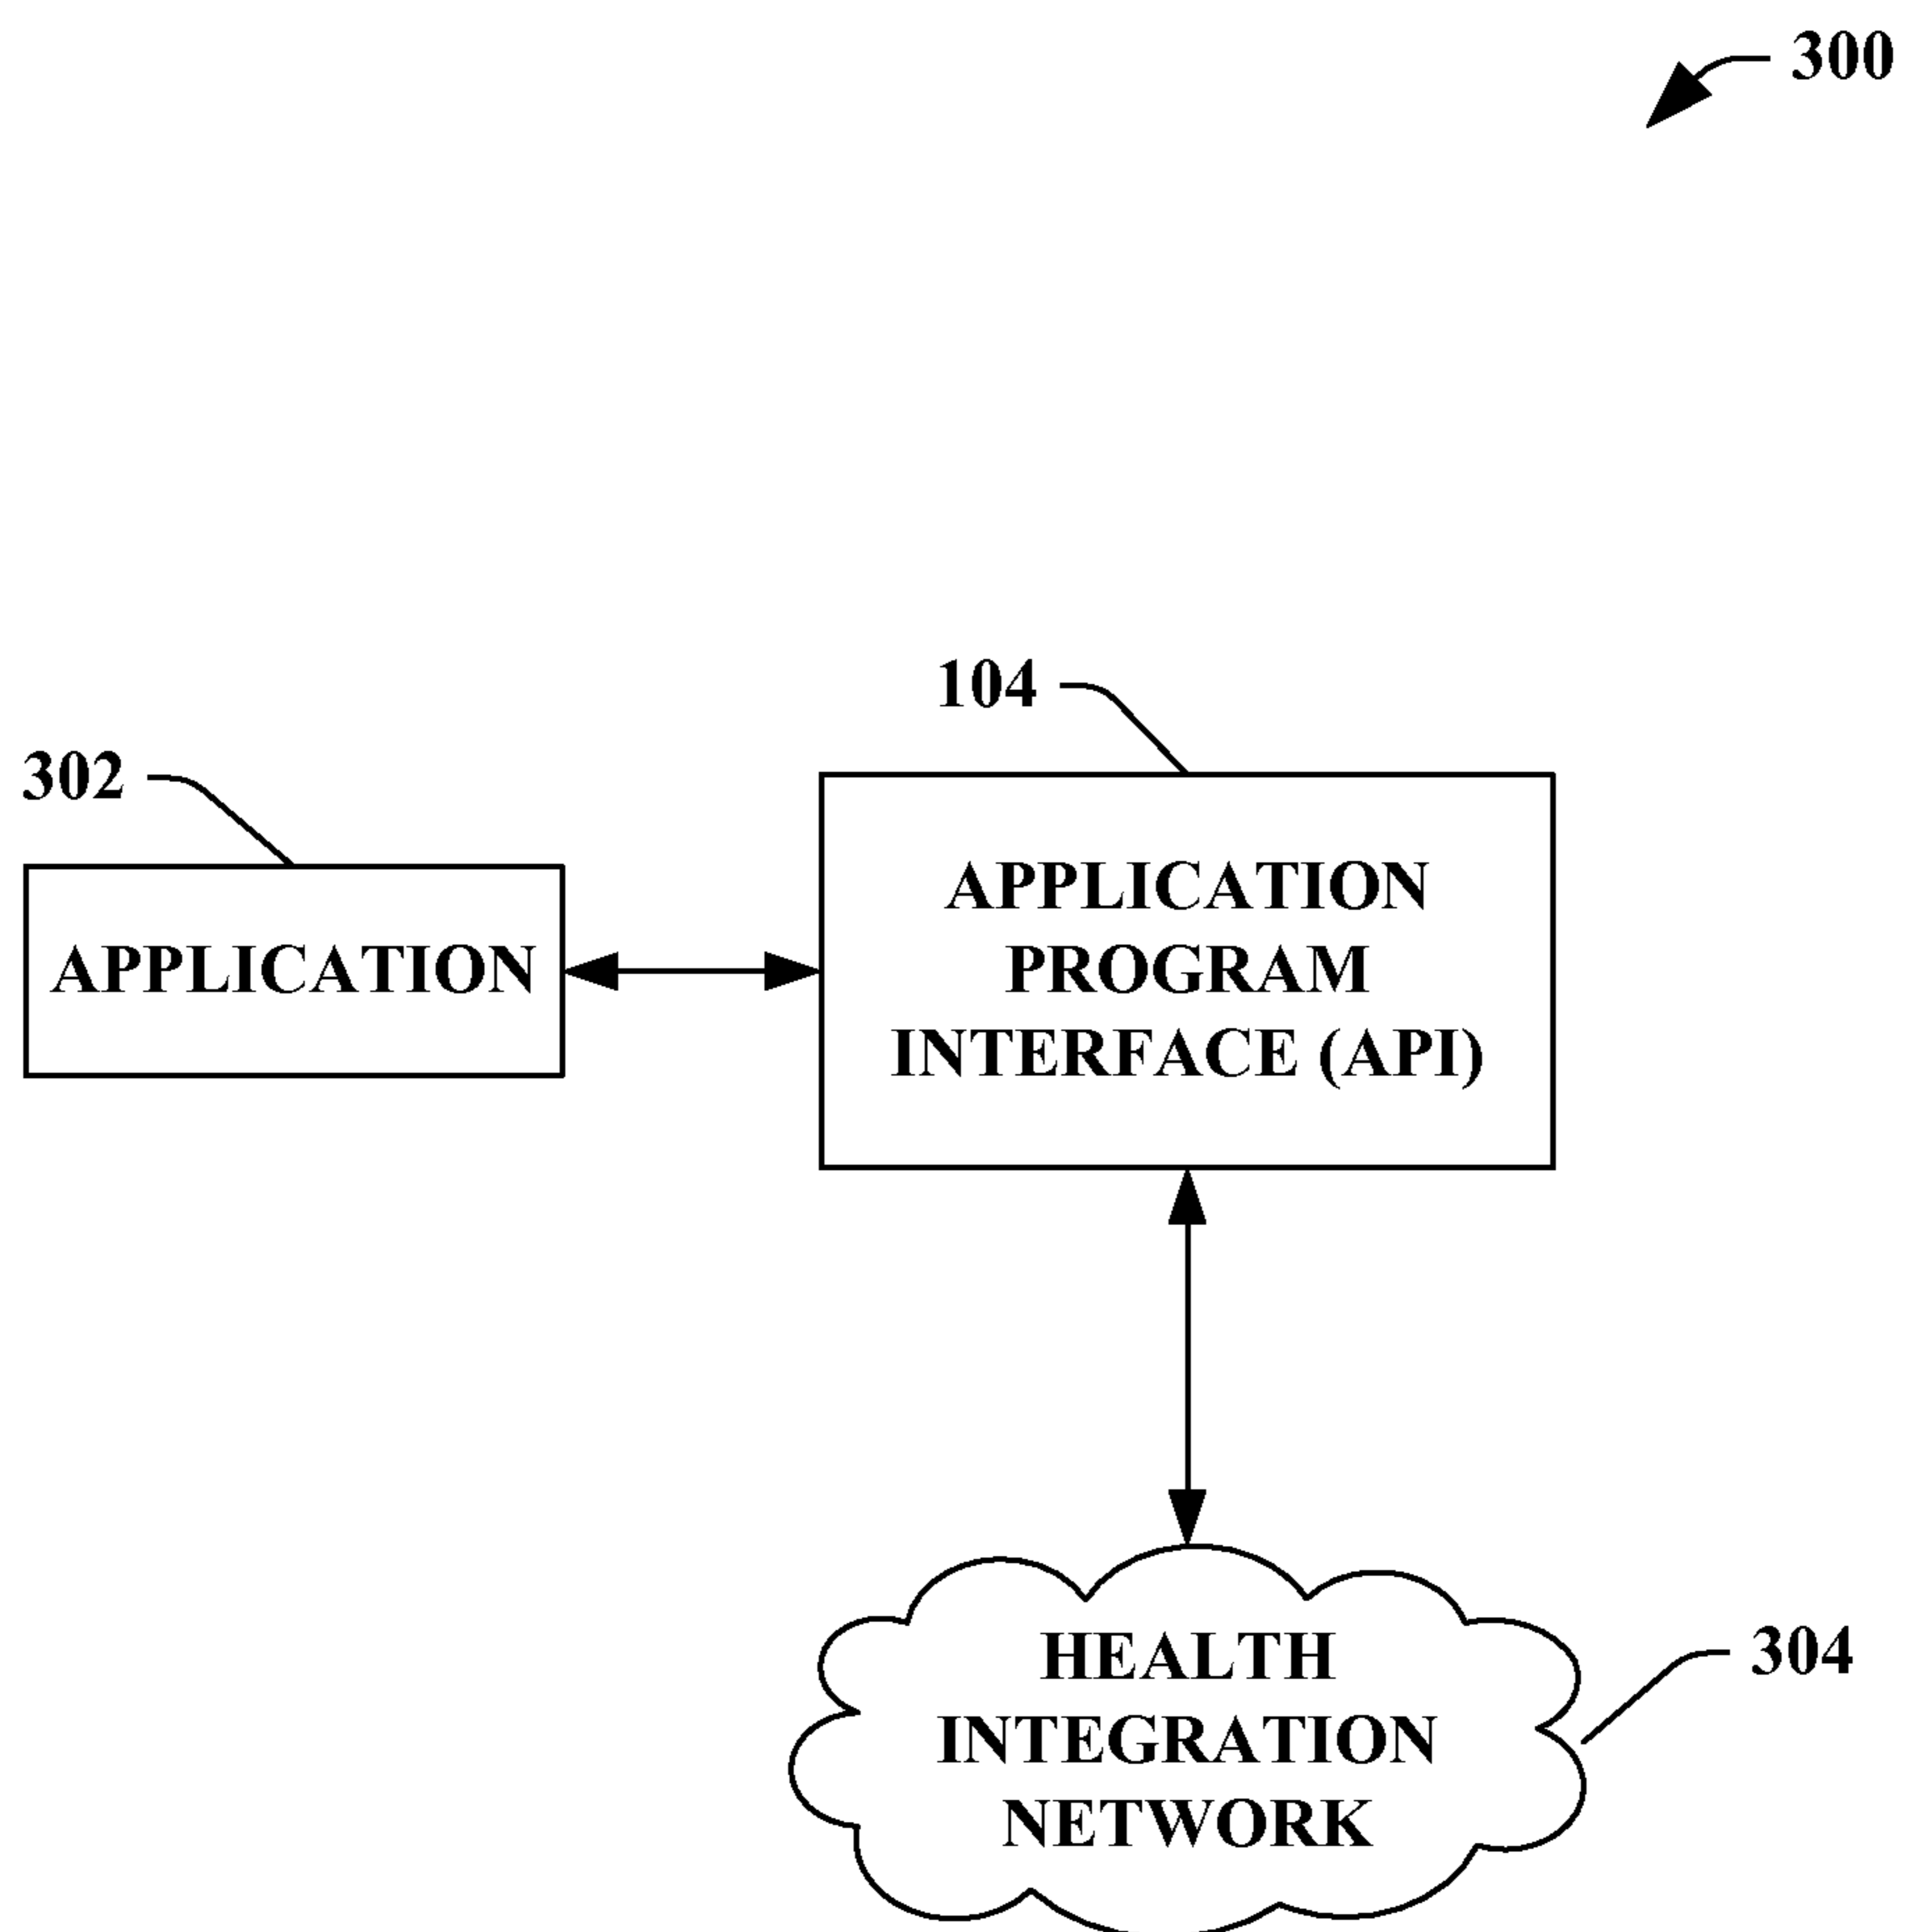 300
104
302
APPLICATION
PROGRAM
INTERFACE (API)
APPLICATION
HEALTH
INTEGRATION
NETWORK
304